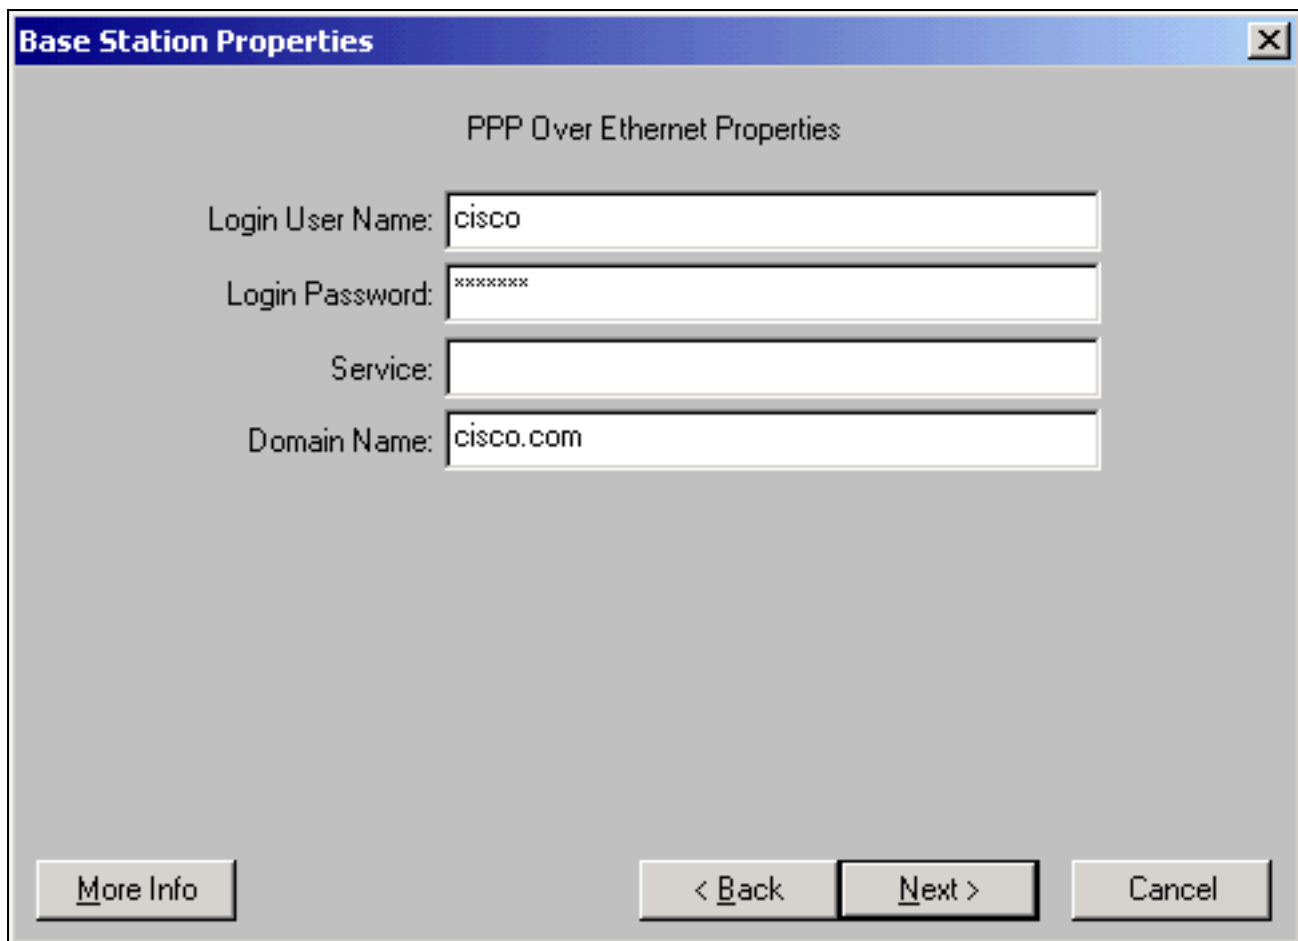 Base Station Properties
PPP Over Ethernet Properties
Login User Name: cisco
Login Password: *******
Service:
Domain Name: cisco.com
More Info < Back Next > Cancel